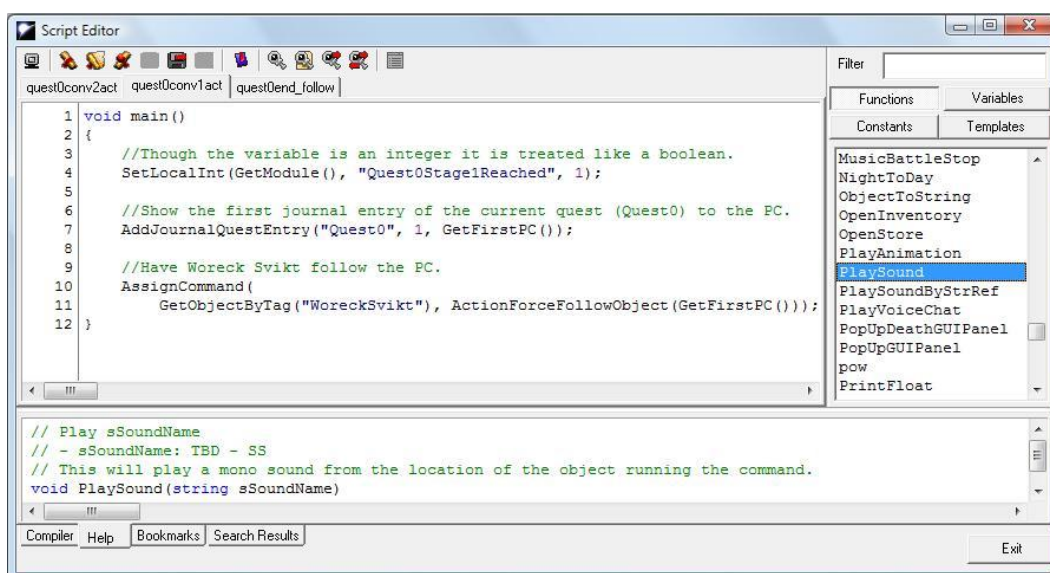 Script Editor
quest0conv2act quest0conv1act quest0end_follow
1 void main()
2 {
3 //Though the variable is an integer it is treated like a boolean.
4 SetLocalInt(GetModule(), "Quest0Stage1Reached", 1);
5
6 //Show the first journal entry of the current quest (Quest0) to the PC.
7 AddJournalQuestEntry("Quest0", 1, GetFirstPC());
8
9 //Have Woreck Svikt follow the PC.
10 AssignCommand(
11 GetObjectByTag("WoreckSvikt"), ActionForceFollowObject(GetFirstPC()));
12 }
Filter
Functions Variables
Constants Templates
MusicBattleStop
NightToDay
ObjectToString
OpenInventory
OpenStore
PlayAnimation
PlaySound
PlaySoundByStrRef
PlayVoiceChat
PopUpDeathGUIPanel
PopUpGUIPanel
pow
PrintFloat
// Play sSoundName
// - sSoundName: TBD - SS
// This will play a mono sound from the location of the object running the command.
void PlaySound(string sSoundName)
Compiler Help Bookmarks Search Results
Exit